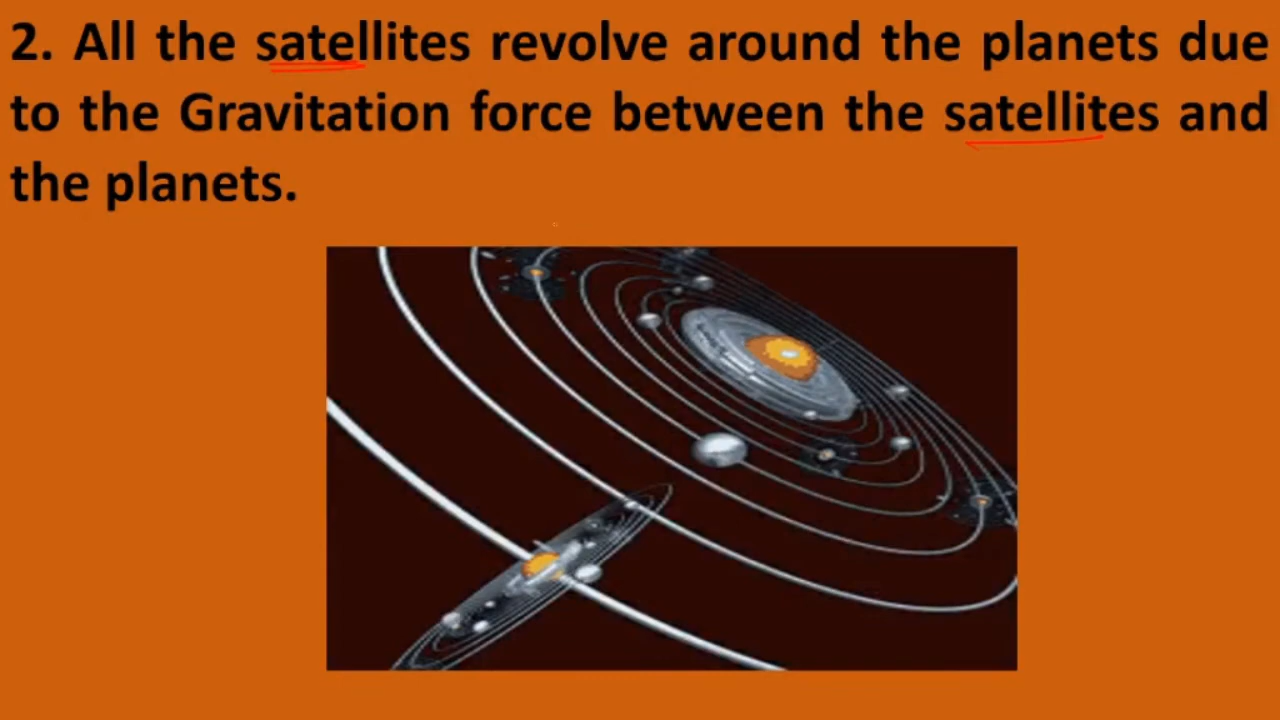 2. All the satellites revolve around the planets due
to the Gravitation force between the satellites and
the planets.